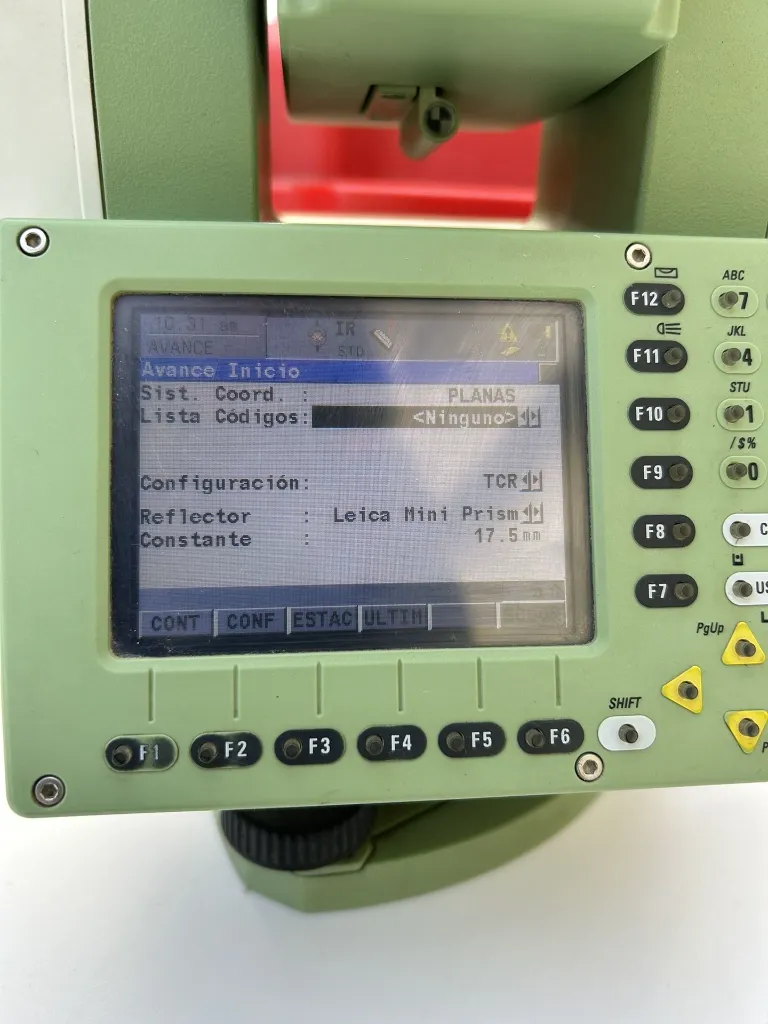 10:31 am
IR
STD
AVANCE
Avance Inicio
Sist. Coord. : PLANAS
Lista Códigos: <Ninguno>
Configuración: TCR
Reflector : Leica Mini Prism
Constante : 17.5mm
CONT CONF ESTAC ULTIM
F1 F2 F3 F4 F5 F6
SHIFT
F12
F11
F10
F9
F8
F7
ABC
7
JKL
4
STU
1
/$%
0
C
US
PgUp
P